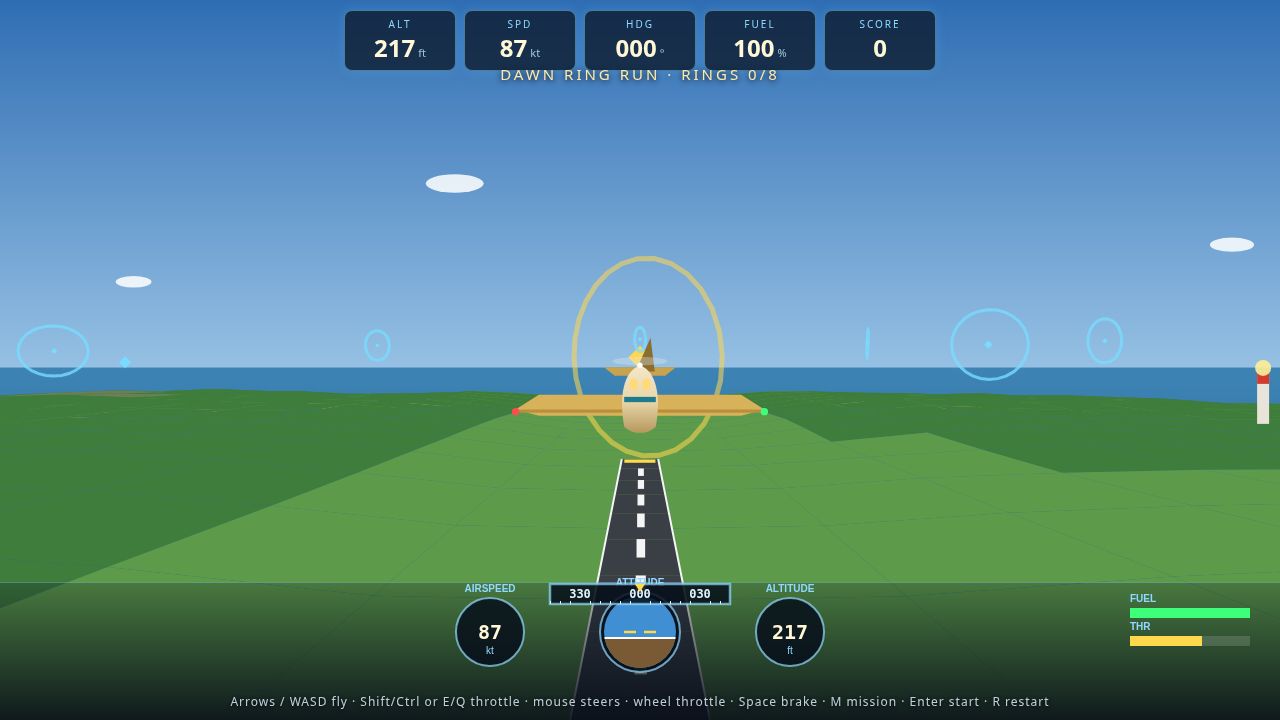 ALT SPD HDG FUEL SCORE
217 ft 87 kt 000 ° 100 % 0
DAWN RING RUN · RINGS 0/8
AIRSPEED ATTITUDE ALTITUDE
330 000 030
87 kt
217 ft
FUEL
THR
Arrows / WASD fly · Shift/Ctrl or E/Q throttle · mouse steers · wheel throttle · Space brake · M mission · Enter start · R restart